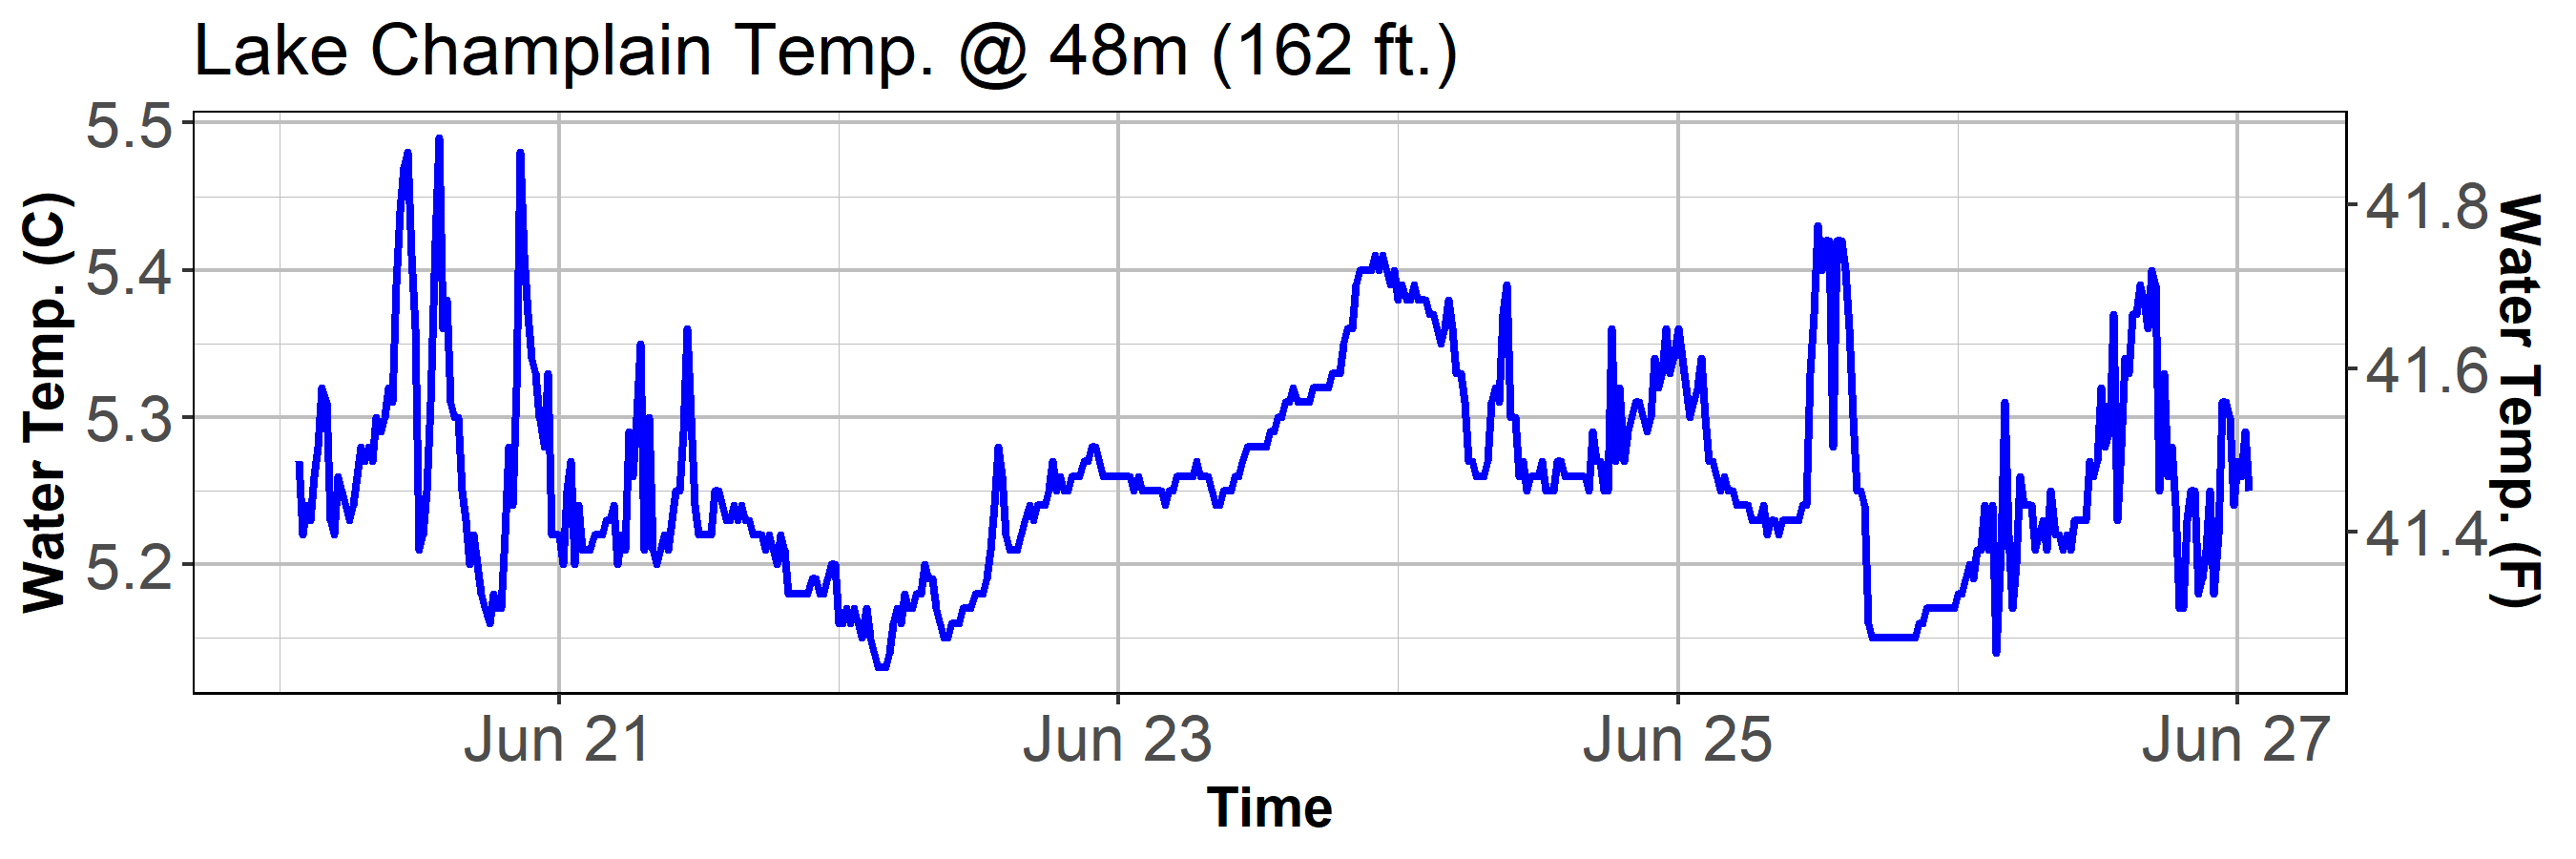 Lake Champlain Temp. @ 48m (162 ft.)
Water Temp. (C)
5.5
5.4
5.3
5.2
41.8
41.6
41.4
Water Temp. (F)
Jun 21
Jun 23
Jun 25
Jun 27
Time